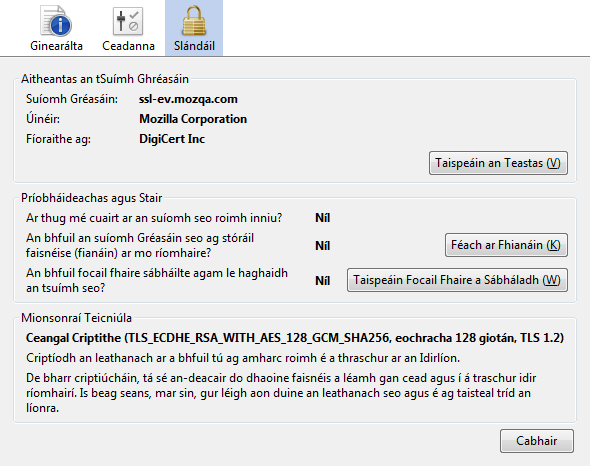 Ginearálta Ceadanna Slándáil
Aitheantas an tSuímh Ghréasáin
Suíomh Gréasáin: ssl-ev.mozqa.com
Úinéir: Mozilla Corporation
Fíoraithe ag: DigiCert Inc
Taispeáin an Teastas (V)
Príobháideachas agus Stair
Ar thug mé cuairt ar an suíomh seo roimh inniu? Níl
An bhfuil an suíomh Gréasáin seo ag stóráil
faisnéise (fianáin) ar mo ríomhaire? Níl Féach ar Fhianáin (K)
An bhfuil focail fhaire sábháilte agam le haghaidh
an tsuímh seo? Níl Taispeáin Focail Fhaire a Sábháladh (W)
Mionsonraí Teicniúla
Ceangal Criptithe (TLS_ECDHE_RSA_WITH_AES_128_GCM_SHA256, eochracha 128 giotán, TLS 1.2)
Criptíodh an leathanach ar a bhfuil tú ag amharc roimh é a thraschur ar an Idirlíon.
De bharr criptiúcháin, tá sé an-deacair do dhaoine faisnéis a léamh gan cead agus í á traschur idir
ríomhairí. Is beag seans, mar sin, gur léigh aon duine an leathanach seo agus é ag taisteal tríd an
líonra.
Cabhair